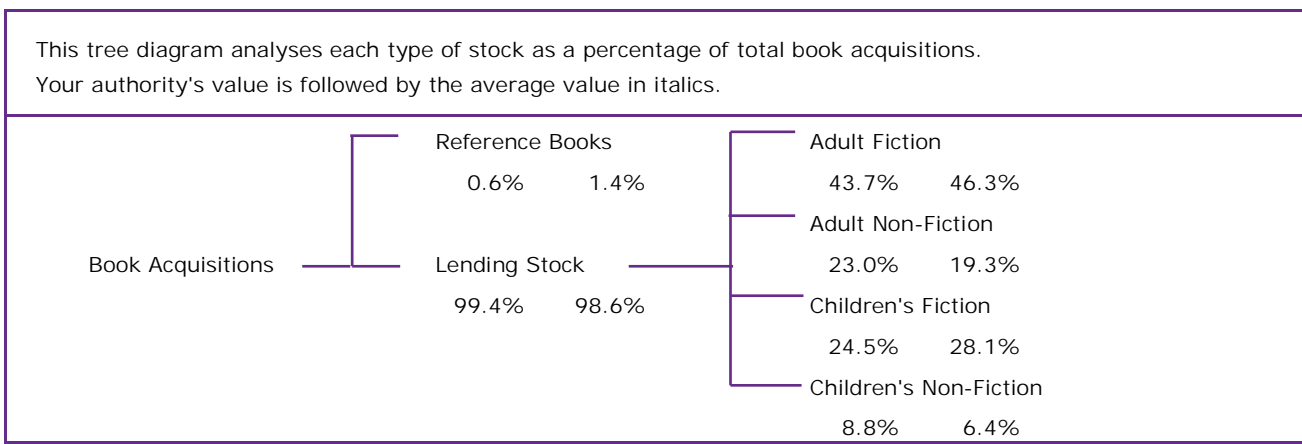 This tree diagram analyses each type of stock as a percentage of total book acquisitions.
Your authority's value is followed by the average value in italics.
Reference Books
0.6% 1.4%
Book Acquisitions
Lending Stock
99.4% 98.6%
Adult Fiction
43.7% 46.3%
Adult Non-Fiction
23.0% 19.3%
Children's Fiction
24.5% 28.1%
Children's Non-Fiction
8.8% 6.4%